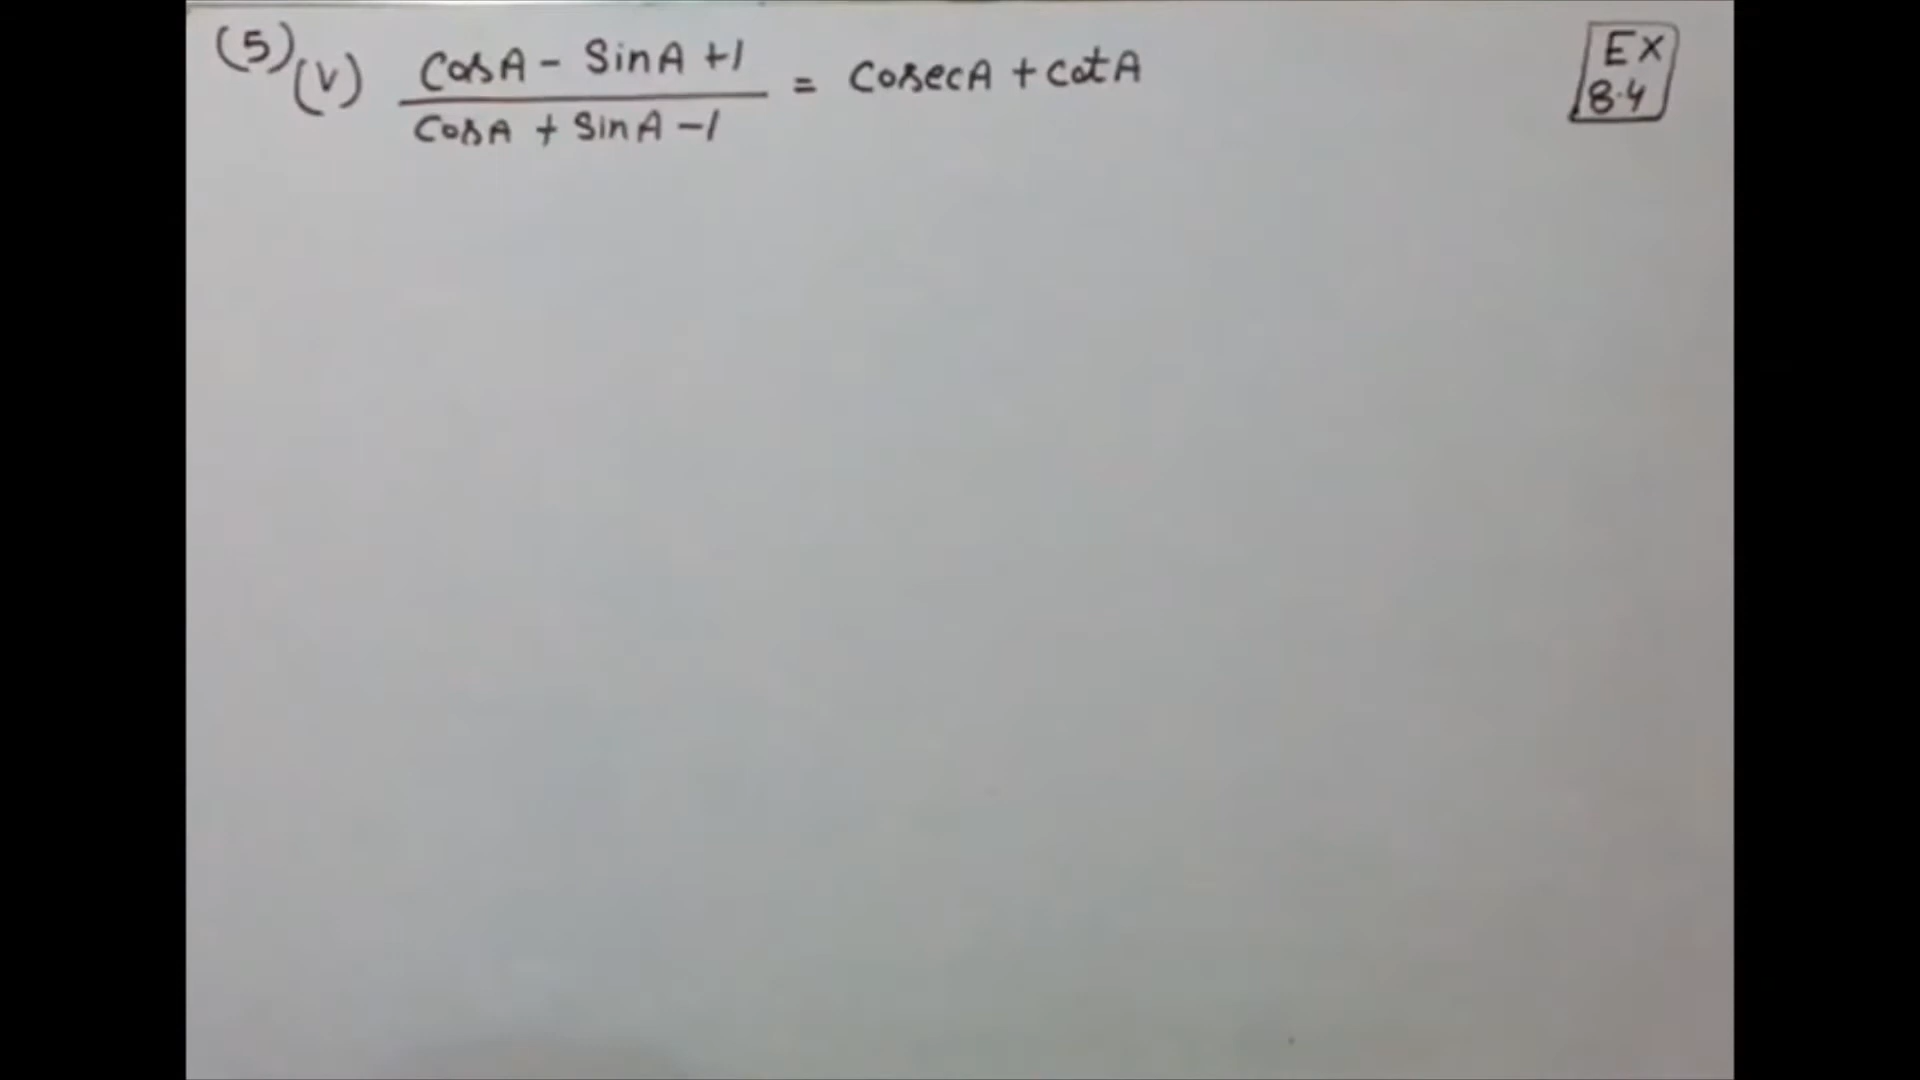 (5) (v) CosA - SinA +1 = CosecA + cotA
CosA + SinA -1
EX
8.4